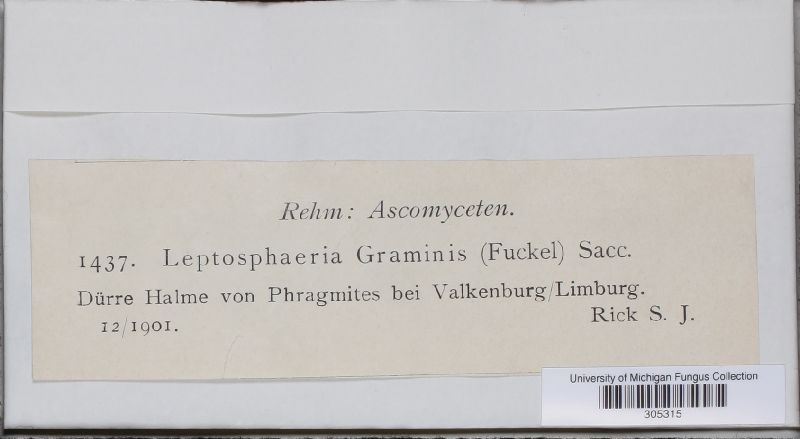 Rehm: Ascomyceten.
1437. Leptosphaeria Graminis (Fuckel) Sacc.
Dürre Halme von Phragmites bei Valkenburg/Limburg.
12/1901. Rick S. J.
University of Michigan Fungus Collection
305315